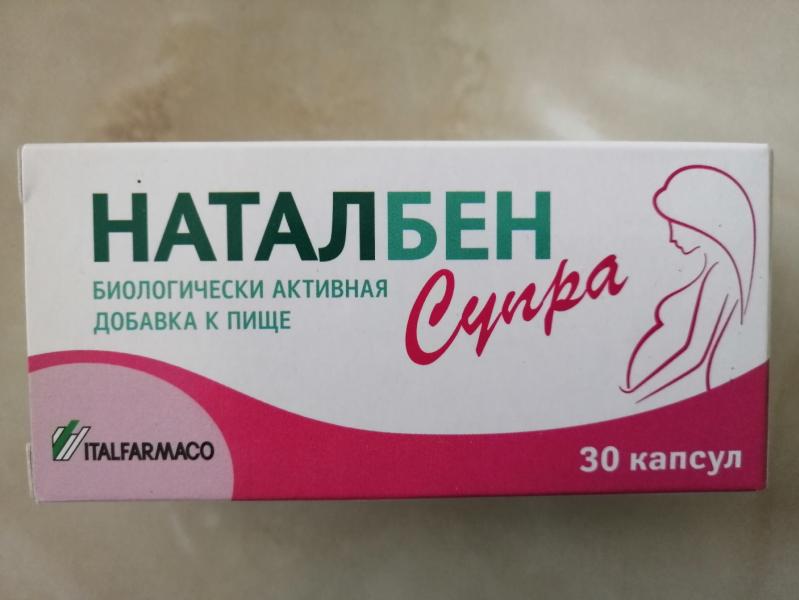 НАТАЛБЕН
Супра
БИОЛОГИЧЕСКИ АКТИВНАЯ
ДОБАВКА К ПИЩЕ
ITALFARMACO
30 капсул